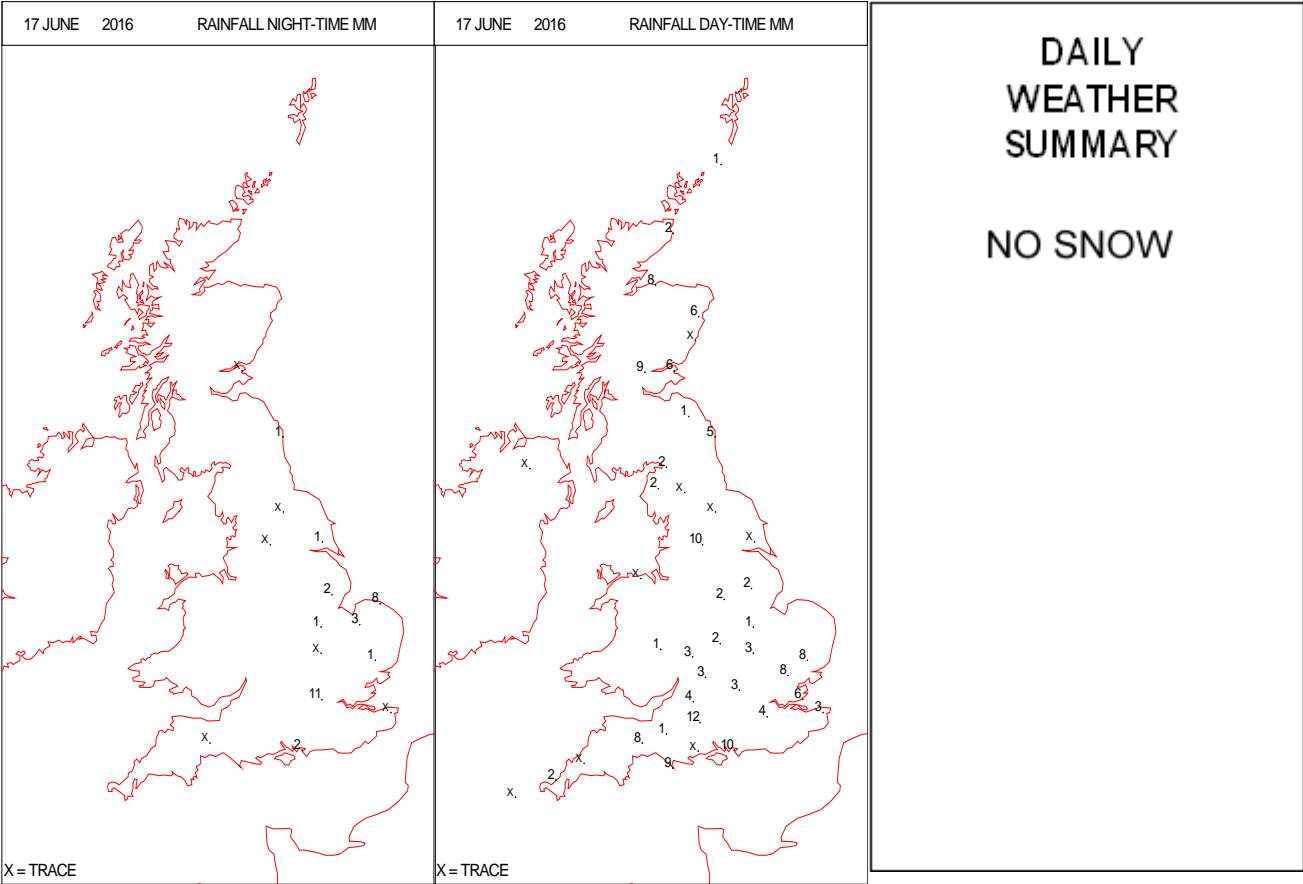 17 JUNE 2016 RAINFALL NIGHT-TIME MM
X.
1.
X.
X.
1.
2.
8.
1.
3.
X.
1.
11.
X.
X.
2.
X = TRACE
17 JUNE 2016 RAINFALL DAY-TIME MM
1.
2.
8.
6.
X.
9.
6.
1.
5.
X.
2.
2.
X.
X.
10.
X.
X.
2.
2.
1.
1.
2.
3.
3.
8.
3.
8.
3.
4.
6.
3.
12.
4.
1.
8.
X.
10.
X.
9.
2.
X.
X = TRACE
DAILY
WEATHER
SUMMARY
NO SNOW